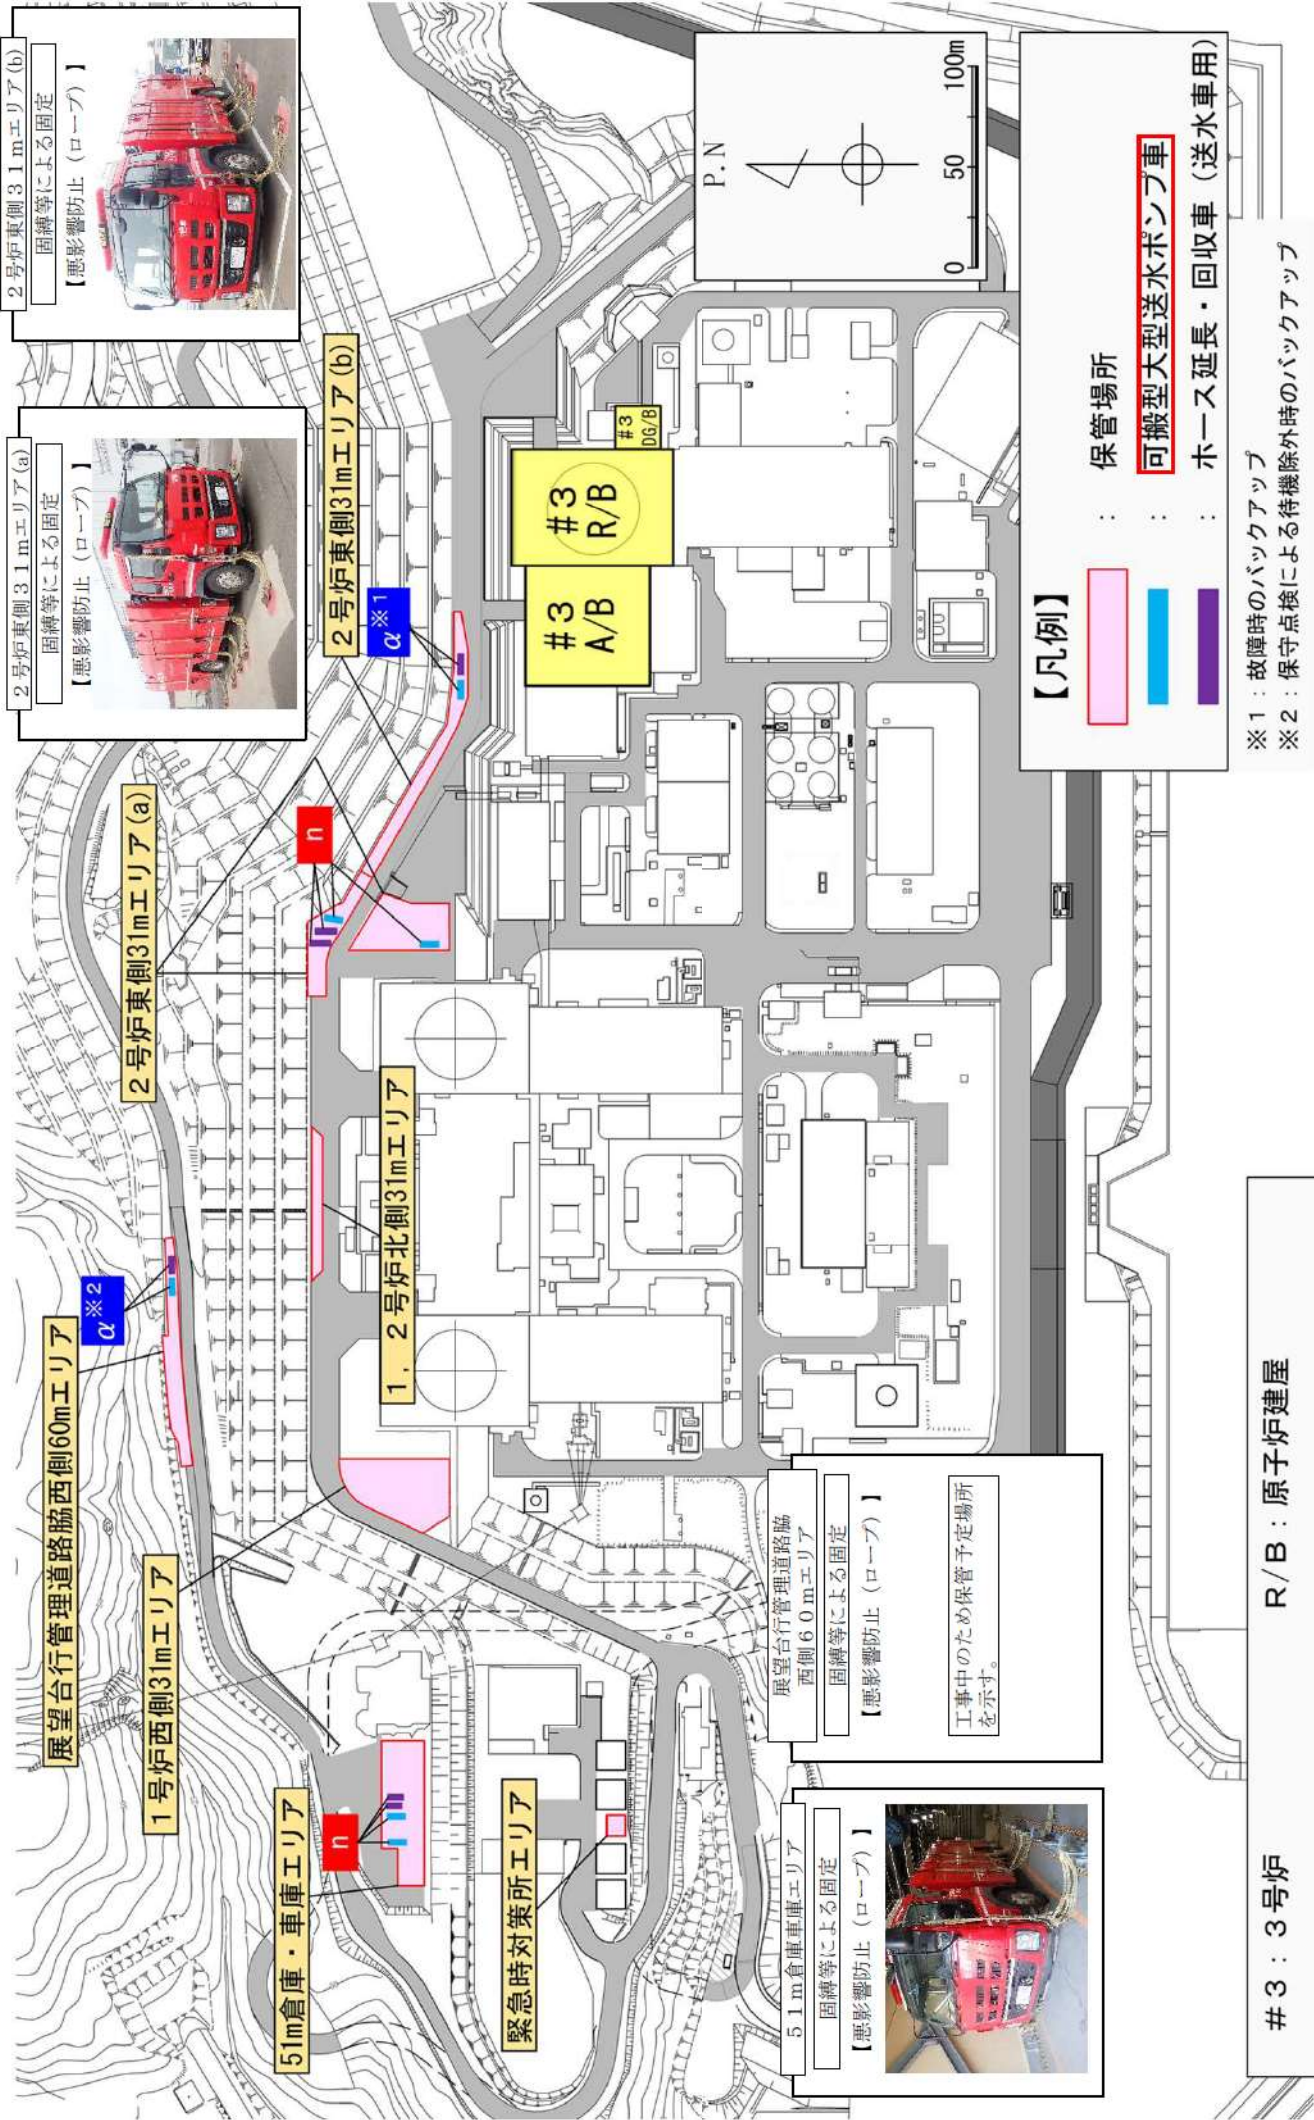 ５１ｍ倉庫車庫エリア
固縛等による固定
【悪影響防止（ロープ）】
展望台行管理道路脇
西側６０ｍエリア
固縛等による固定
【悪影響防止（ロープ）】
工事中のため保管予定場所
を示す。
２号炉東側３１ｍエリア(a)
固縛等による固定
【悪影響防止（ロープ）】
２号炉東側３１ｍエリア(b)
固縛等による固定
【悪影響防止（ロープ）】
展望台行管理道路脇西側60mエリア
α※2
２号炉東側31mエリア(a)
１号炉西側31mエリア
51m倉庫・車庫エリア
n
n
２号炉東側31mエリア(b)
α※1
１，２号炉北側31mエリア
緊急時対策所エリア
#3
A/B
#3
R/B
#3
DG/B
P.N
0 50 100m
【凡例】
： 保管場所
： 可搬型大型送水ポンプ車
： ホース延長・回収車（送水車用）
※１：故障時のバックアップ
※２：保守点検による待機除外時のバックアップ
＃３：３号炉 R/B：原子炉建屋